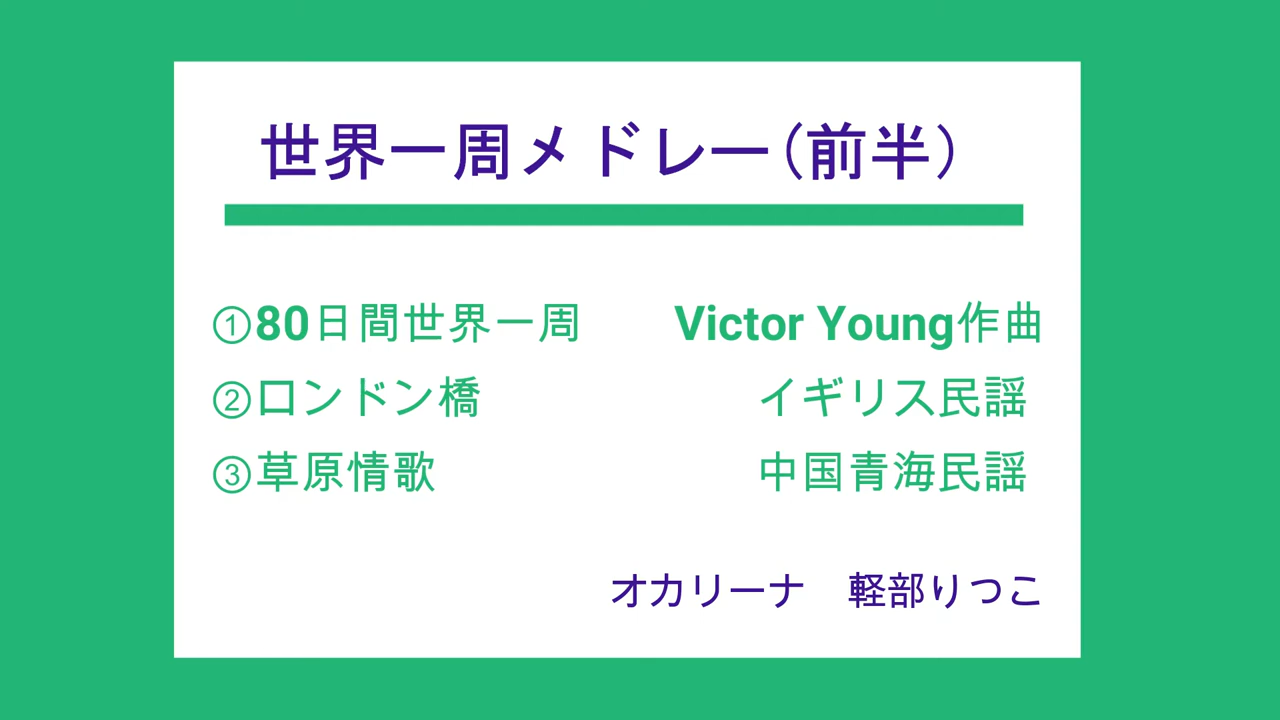 世界一周メドレー（前半）
①80日間世界一周　Victor Young作曲
②ロンドン橋　イギリス民謡
③草原情歌　中国青海民謡
オカリーナ　軽部りつこ